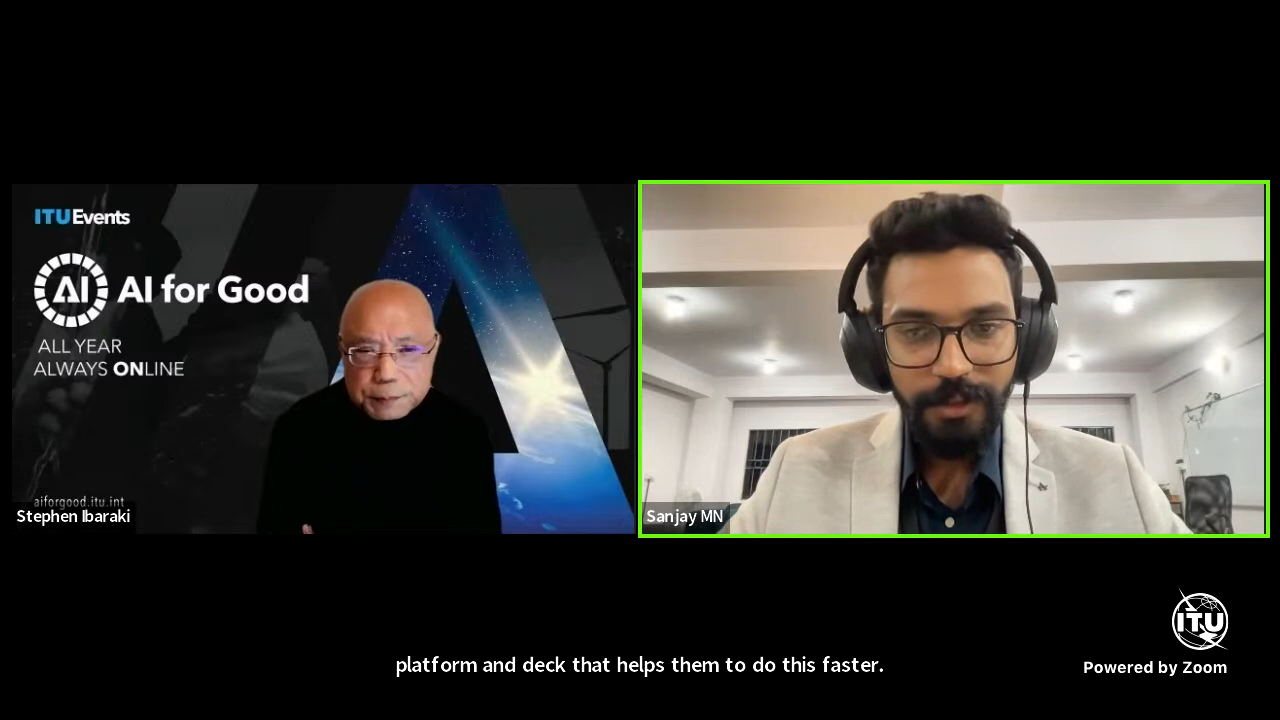 ITUEvents
AI
AI for Good
ALL YEAR
ALWAYS ONLINE
aiforgood.itu.int
Stephen Ibaraki
Sanjay MN
ITU
Powered by Zoom
platform and deck that helps them to do this faster.